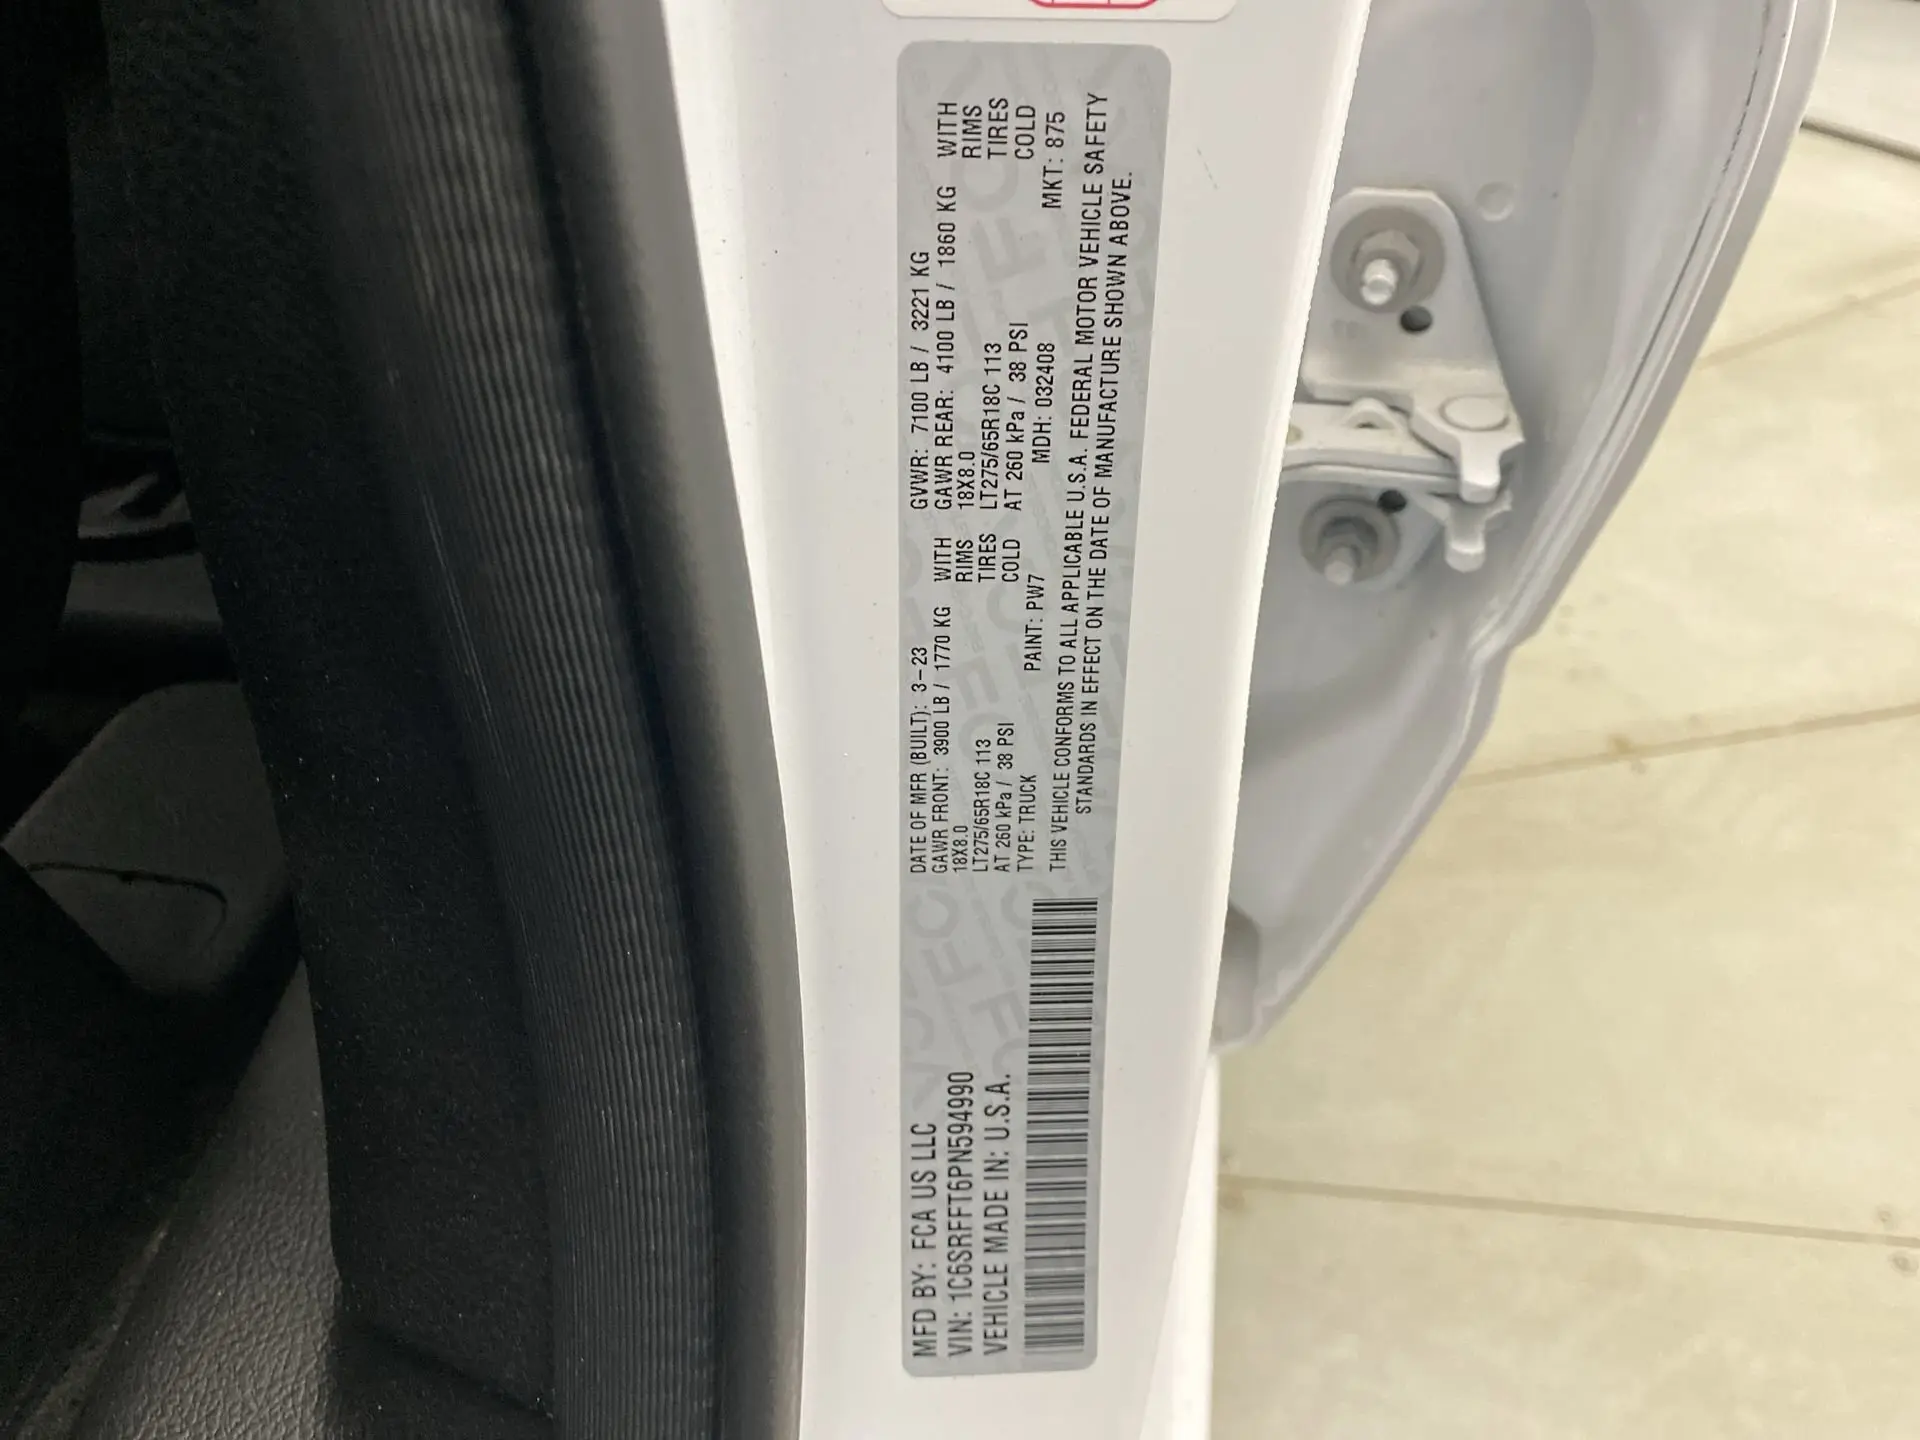 MFD BY: FCA US LLC
VIN: 1C6SRFFT6PN594990
VEHICLE MADE IN: U.S.A.
DATE OF MFR (BUILT): 3-23 GVWR: 7100 LB / 3221 KG
GAWR FRONT: 3900 LB / 1770 KG WITH GAWR REAR: 4100 LB / 1860 KG WITH
18X8.0 RIMS 18X8.0 RIMS
LT275/65R18C 113 TIRES LT275/65R18C 113 TIRES
AT 260 kPa / 38 PSI COLD AT 260 kPa / 38 PSI COLD
TYPE: TRUCK PAINT: PW7 MDH: 032408 MKT: 875
THIS VEHICLE CONFORMS TO ALL APPLICABLE U.S.A. FEDERAL MOTOR VEHICLE SAFETY
STANDARDS IN EFFECT ON THE DATE OF MANUFACTURE SHOWN ABOVE.